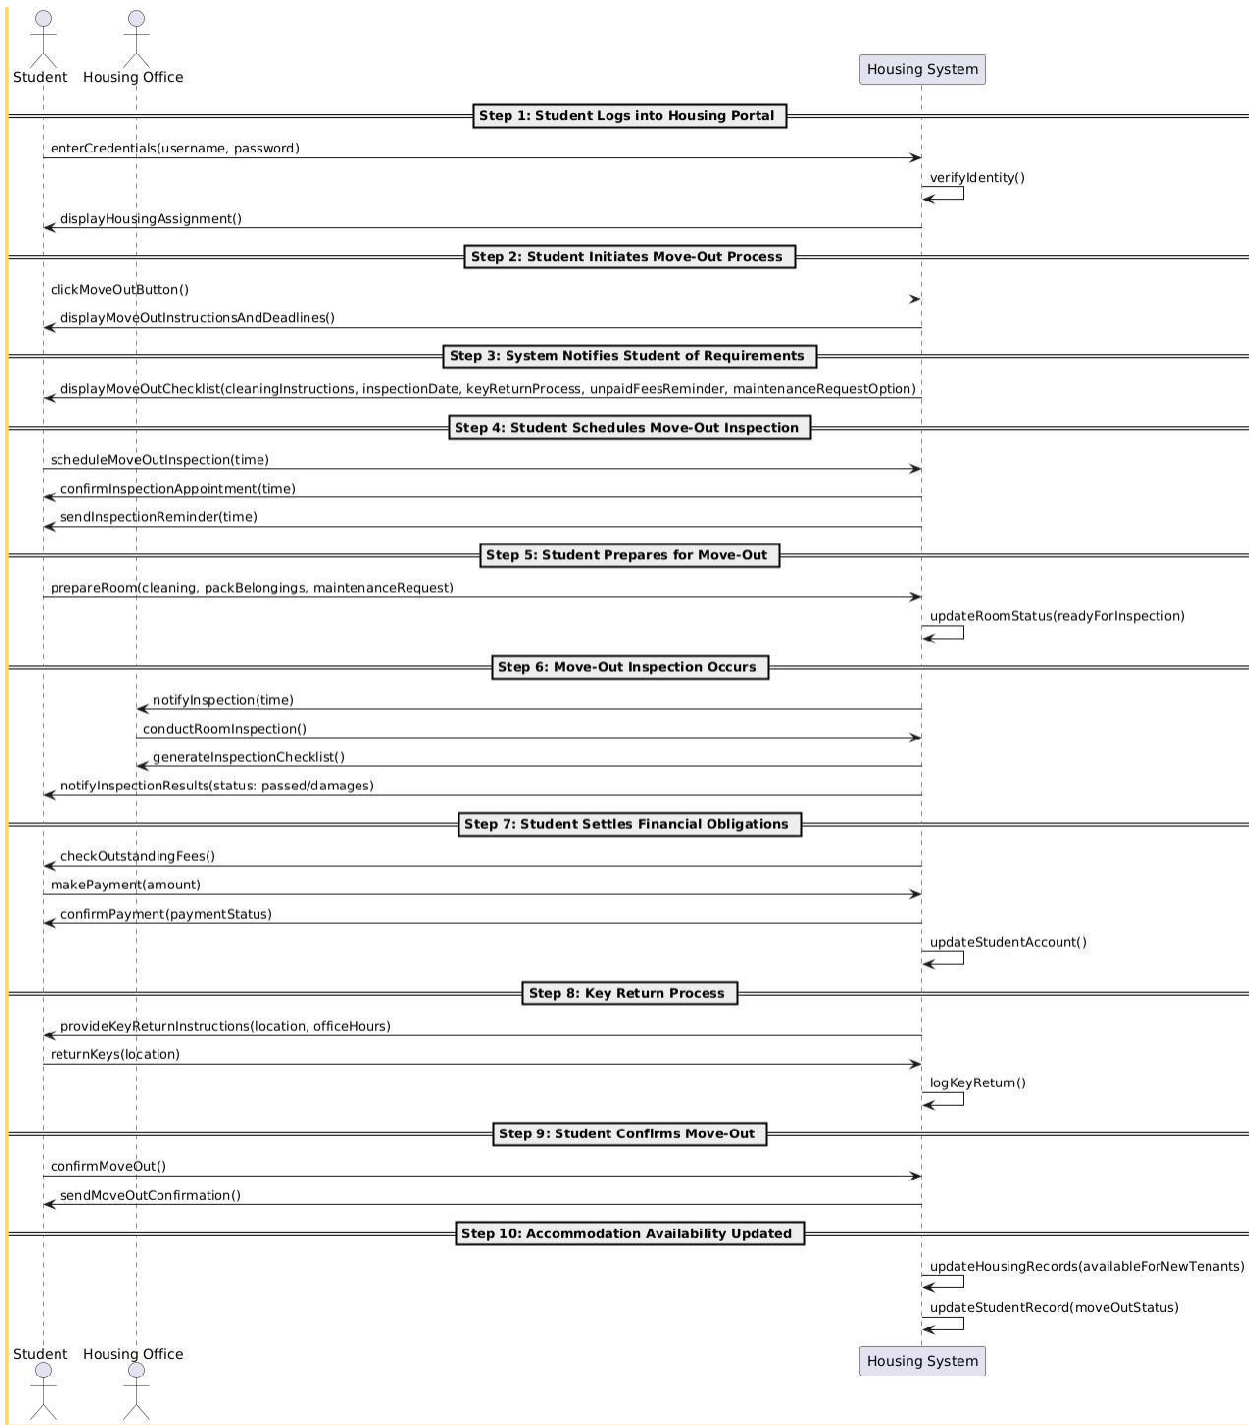 Student
Housing Office
Housing System
Step 1: Student Logs into Housing Portal
enterCredentials(username, password)
verifyIdentity()
displayHousingAssignment()
Step 2: Student Initiates Move-Out Process
clickMoveOutButton()
displayMoveOutInstructionsAndDeadlines()
Step 3: System Notifies Student of Requirements
displayMoveOutChecklist(clearingInstructions, inspectionDate, keyReturnProcess, unpaidFeesReminder, maintenanceRequestOption)
Step 4: Student Schedules Move-Out Inspection
scheduleMoveOutInspection(time)
confirmInspectionAppointment(time)
sendInspectionReminder(time)
Step 5: Student Prepares for Move-Out
prepareRoom(cleaning, packBelongings, maintenanceRequest)
updateRoomStatus(readyForInspection)
Step 6: Move-Out Inspection Occurs
notifyInspection(time)
conductRoomInspection()
generateInspectionChecklist()
notifyInspectionResults(status: passed/damages)
Step 7: Student Settles Financial Obligations
checkOutstandingFees()
makePayment(amount)
confirmPayment(paymentStatus)
updateStudentAccount()
Step 8: Key Return Process
provideKeyReturnInstructions(location, officeHours)
returnKeys(location)
logKeyReturn()
Step 9: Student Confirms Move-Out
confirmMoveOut()
sendMoveOutConfirmation()
Step 10: Accommodation Availability Updated
updateHousingRecords(availableForNewTenants)
updateStudentRecord(moveOutStatus)
Student
Housing Office
Housing System